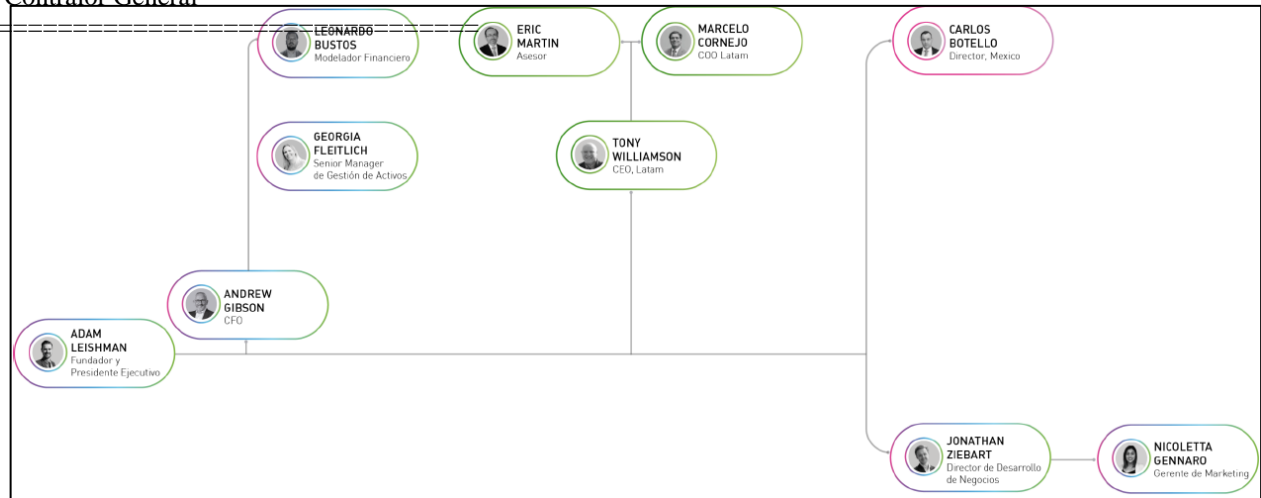 Contralor General
LEONARDO
BUSTOS
Modelador Financiero
ERIC
MARTIN
Asesor
MARCELO
CORNEJO
COO Latam
CARLOS
BOTELLO
Director, Mexico
GEORGIA
FLEITLICH
Senior Manager
de Gestión de Activos
TONY
WILLIAMSON
CEO, Latam
ANDREW
GIBSON
CFO
ADAM
LEISHMAN
Fundador y
Presidente Ejecutivo
JONATHAN
ZIEBART
Director de Desarrollo
de Negocios
NICOLETTA
GENNARO
Gerente de Marketing